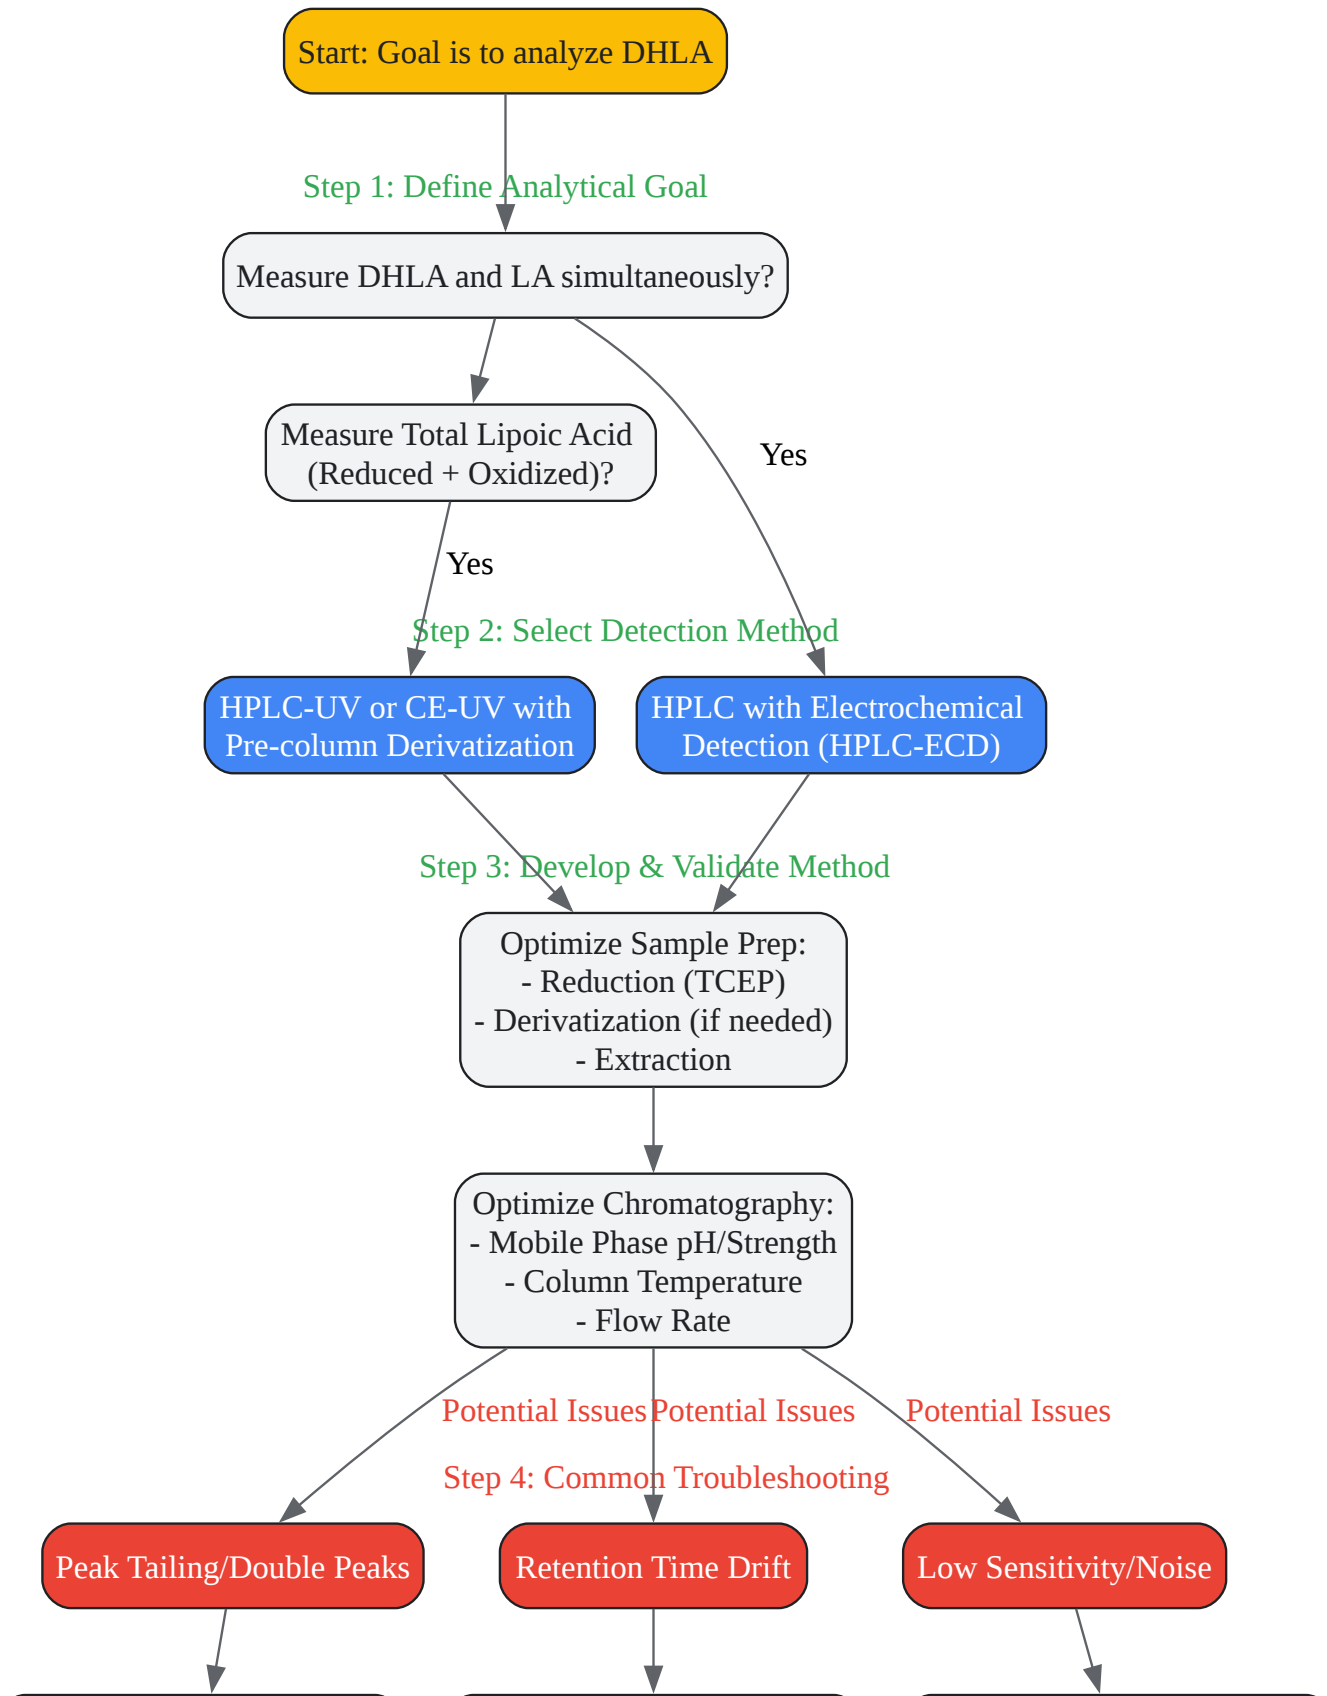 Start: Goal is to analyze DHLA
Step 1: Define Analytical Goal
Measure DHLA and LA simultaneously?
Measure Total Lipoic Acid
(Reduced + Oxidized)?
Yes
Yes
Step 2: Select Detection Method
HPLC-UV or CE-UV with
Pre-column Derivatization
HPLC with Electrochemical
Detection (HPLC-ECD)
Step 3: Develop & Validate Method
Optimize Sample Prep:
- Reduction (TCEP)
- Derivatization (if needed)
- Extraction
Optimize Chromatography:
- Mobile Phase pH/Strength
- Column Temperature
- Flow Rate
Potential Issues
Potential Issues
Potential Issues
Step 4: Common Troubleshooting
Peak Tailing/Double Peaks
Retention Time Drift
Low Sensitivity/Noise